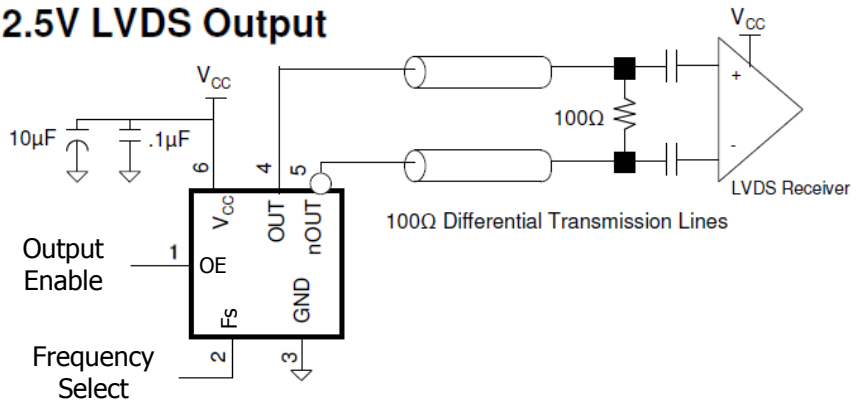 2.5V LVDS Output
VCC
VCC
10µF
.1µF
100Ω
+
-
LVDS Receiver
6
4
5
VCC
OUT
nOUT
100Ω Differential Transmission Lines
Output
Enable
1
OE
Fs
GND
2
3
Frequency
Select